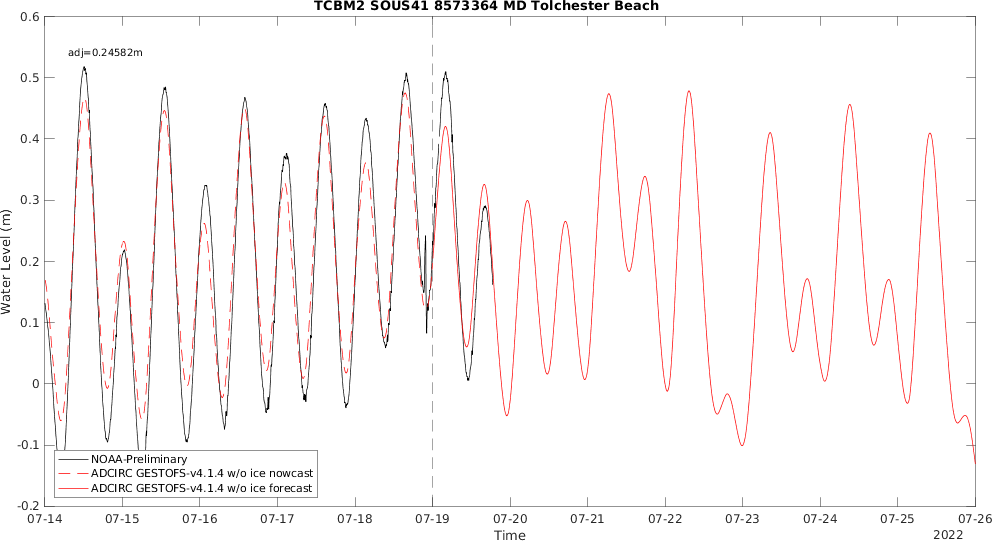 TCBM2 SOUS41 8573364 MD Tolchester Beach
adj=0.24582m
Water Level (m)
0.6
0.5
0.4
0.3
0.2
0.1
0
-0.1
-0.2
NOAA-Preliminary
ADCIRC GESTOFS-v4.1.4 w/o ice nowcast
ADCIRC GESTOFS-v4.1.4 w/o ice forecast
07-14 07-15 07-16 07-17 07-18 07-19 07-20 07-21 07-22 07-23 07-24 07-25 07-26
Time
2022